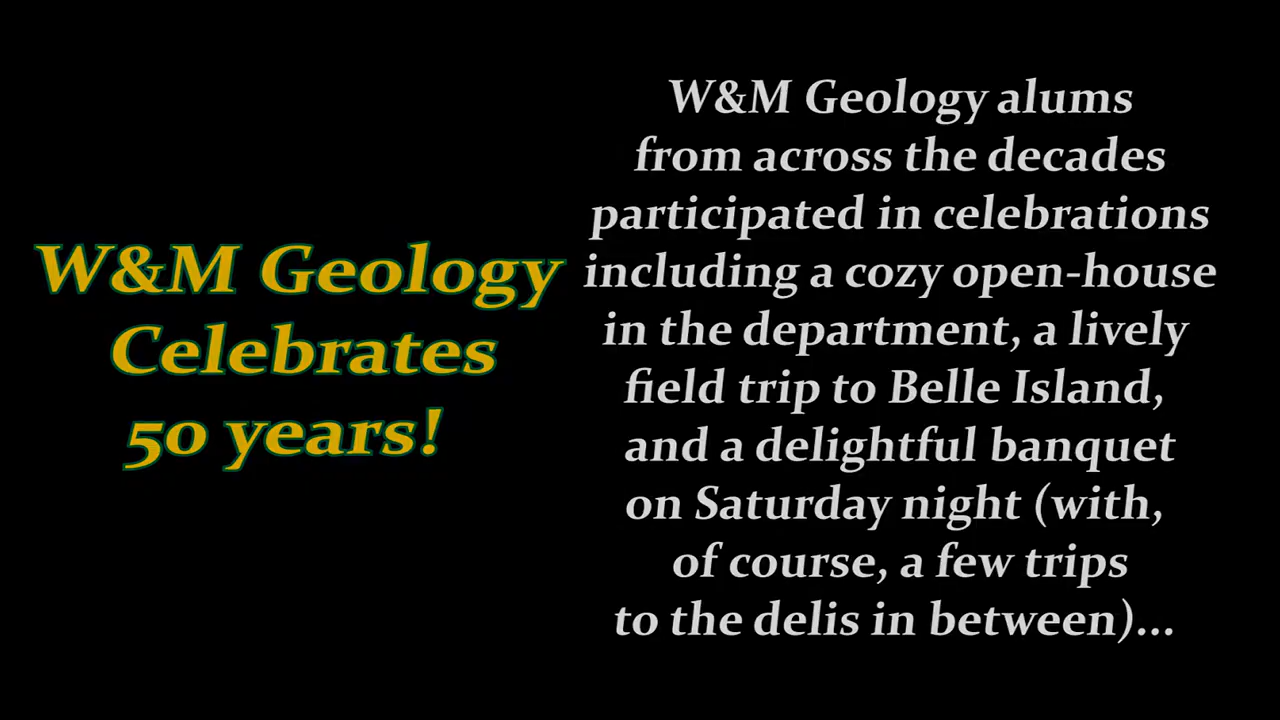 W&M Geology
Celebrates
50 years!
W&M Geology alums
from across the decades
participated in celebrations
including a cozy open-house
in the department, a lively
field trip to Belle Island,
and a delightful banquet
on Saturday night (with,
of course, a few trips
to the delis in between)...